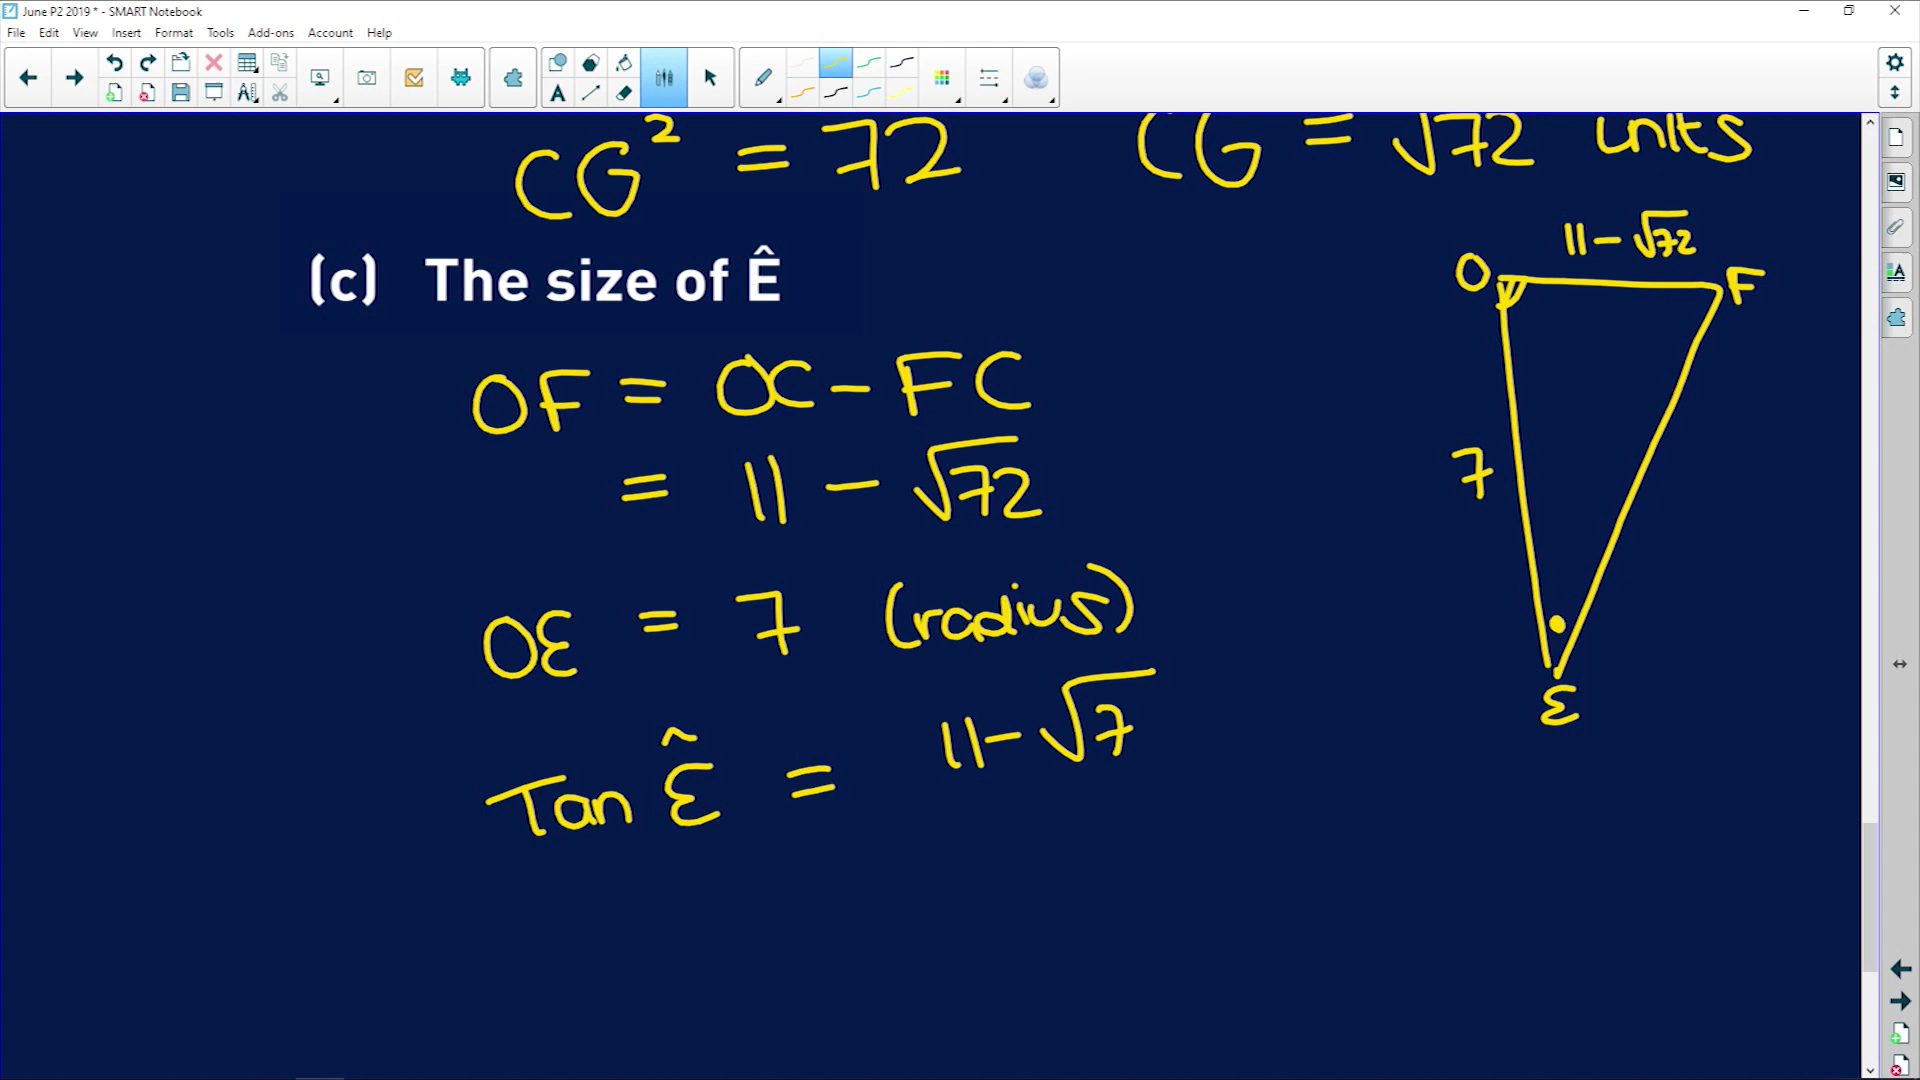 June P2 2019 * - SMART Notebook
File Edit View Insert Format Tools Add-ons Account Help
CG² = 72 CG = √72 units
(c) The size of Ê
OF = OC - FC
= 11 - √72
OE = 7 (radius)
Tan Ê = 11 - √7
11 - √72
O F
7
E